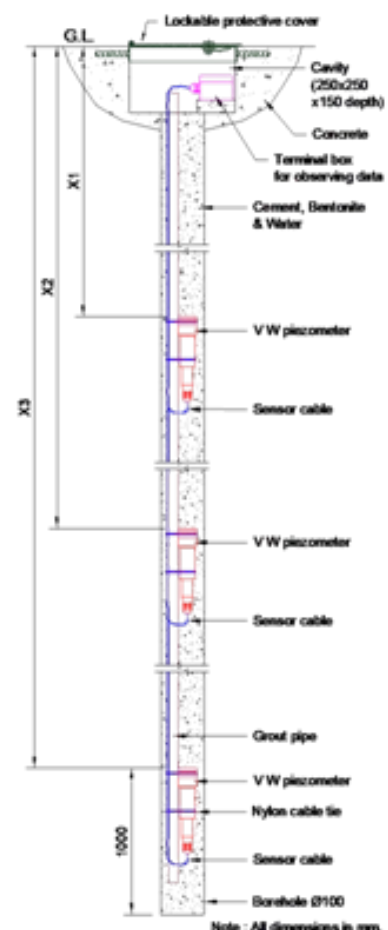 Lockable protective cover
G.L.
Cavity
(250x250
x150 depth)
Concrete
Terminal box
for observing data
X1
Cement, Bentonite
& Water
X2
V W piezometer
X3
Sensor cable
V W piezometer
Sensor cable
Grout pipe
V W piezometer
1000
Nylon cable tie
Sensor cable
Borehole Ø100
Note : All dimensions in mm